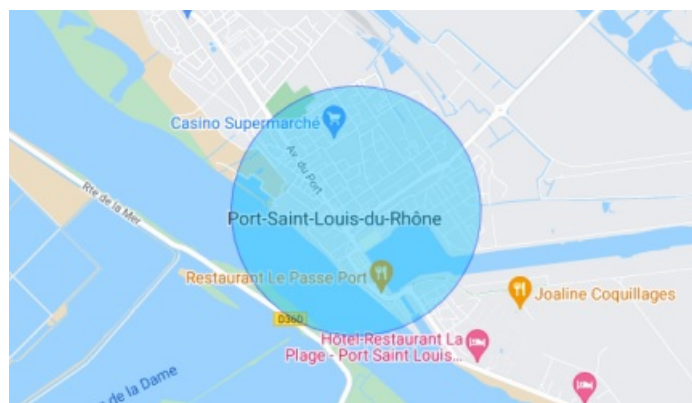 Casino Supermarché
Av. du Port
Rte de la Mer
Port-Saint-Louis-du-Rhône
Restaurant Le Passe Port
Joaline Coquillages
D36D
Hôtel-Restaurant La
Plage - Port Saint Louis...
de la Dame